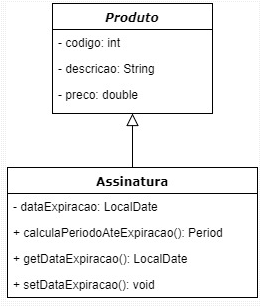 Produto
- codigo: int
- descricao: String
- preco: double
Assinatura
- dataExpiracao: LocalDate
+ calculaPeriodoAteExpiracao(): Period
+ getDataExpiracao(): LocalDate
+ setDataExpiracao(): void